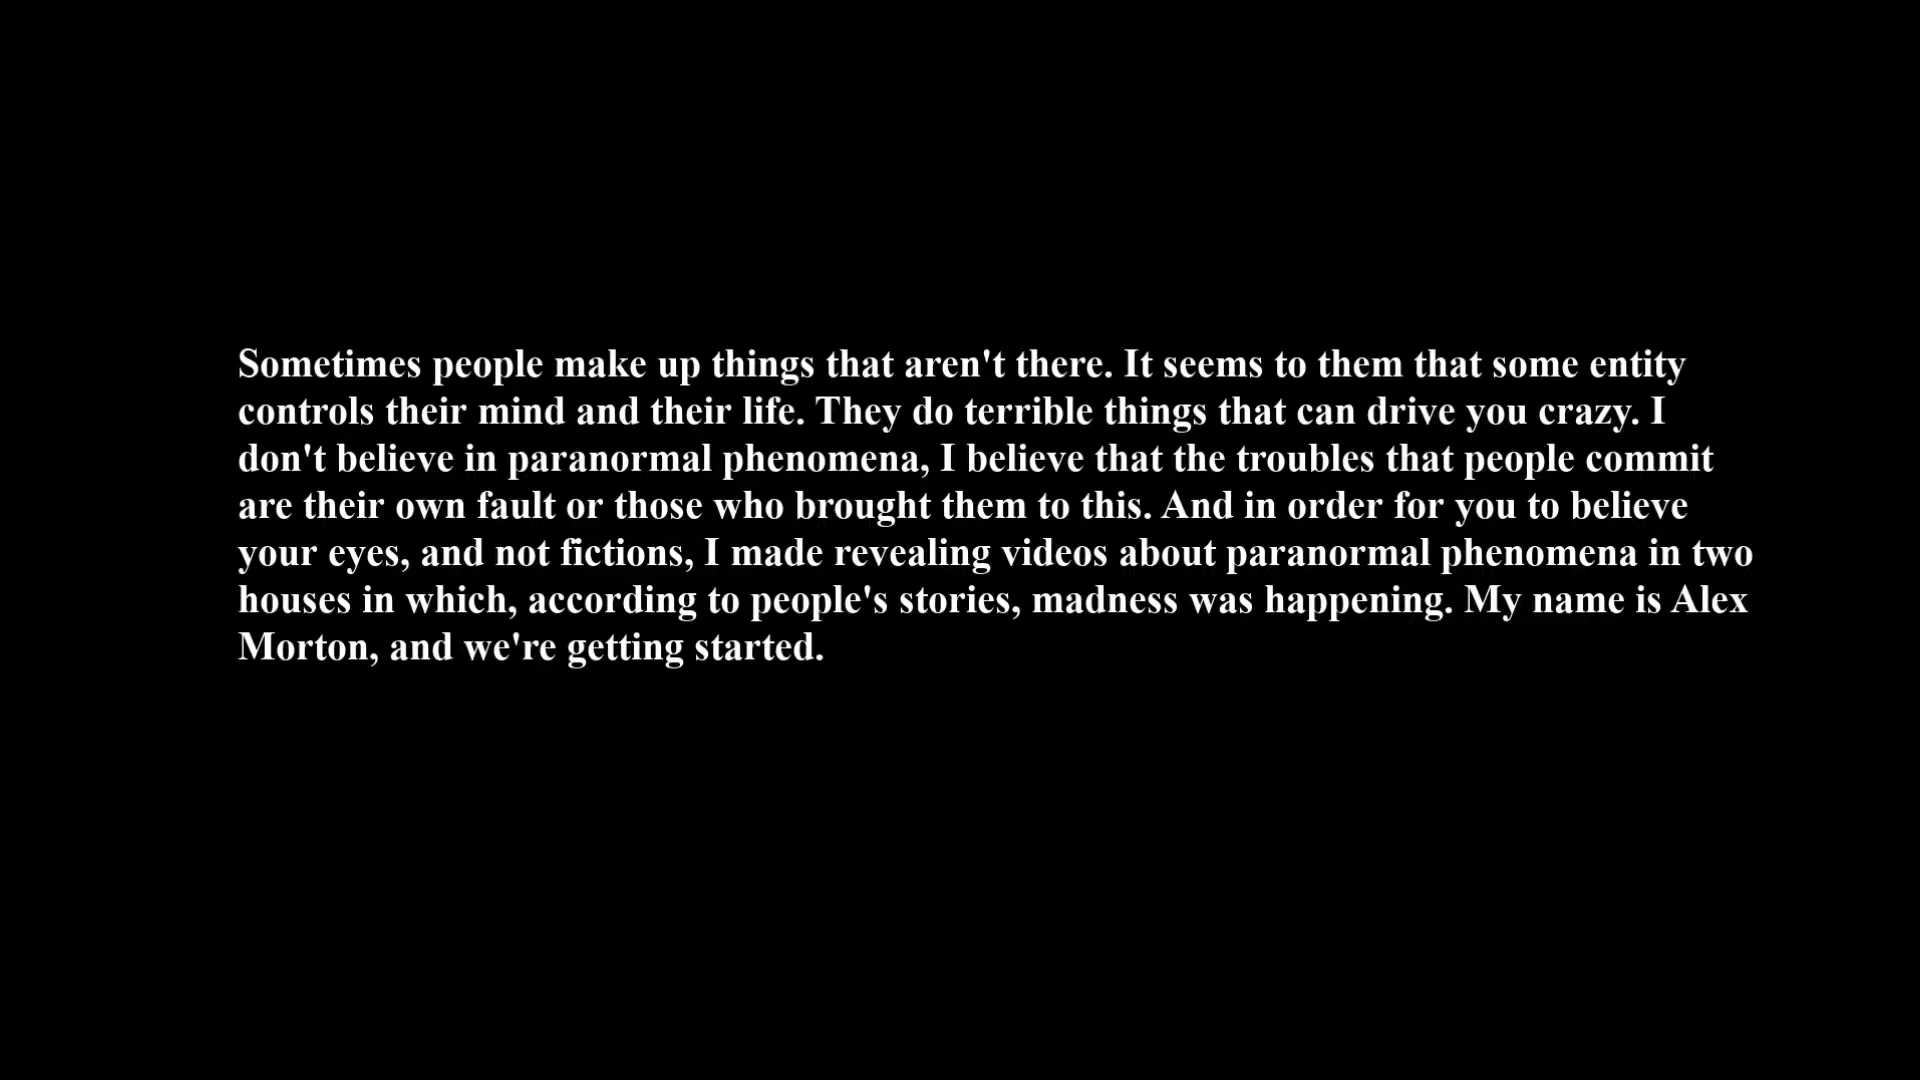 Sometimes people make up things that aren't there. It seems to them that some entity
controls their mind and their life. They do terrible things that can drive you crazy. I
don't believe in paranormal phenomena, I believe that the troubles that people commit
are their own fault or those who brought them to this. And in order for you to believe
your eyes, and not fictions, I made revealing videos about paranormal phenomena in two
houses in which, according to people's stories, madness was happening. My name is Alex
Morton, and we're getting started.